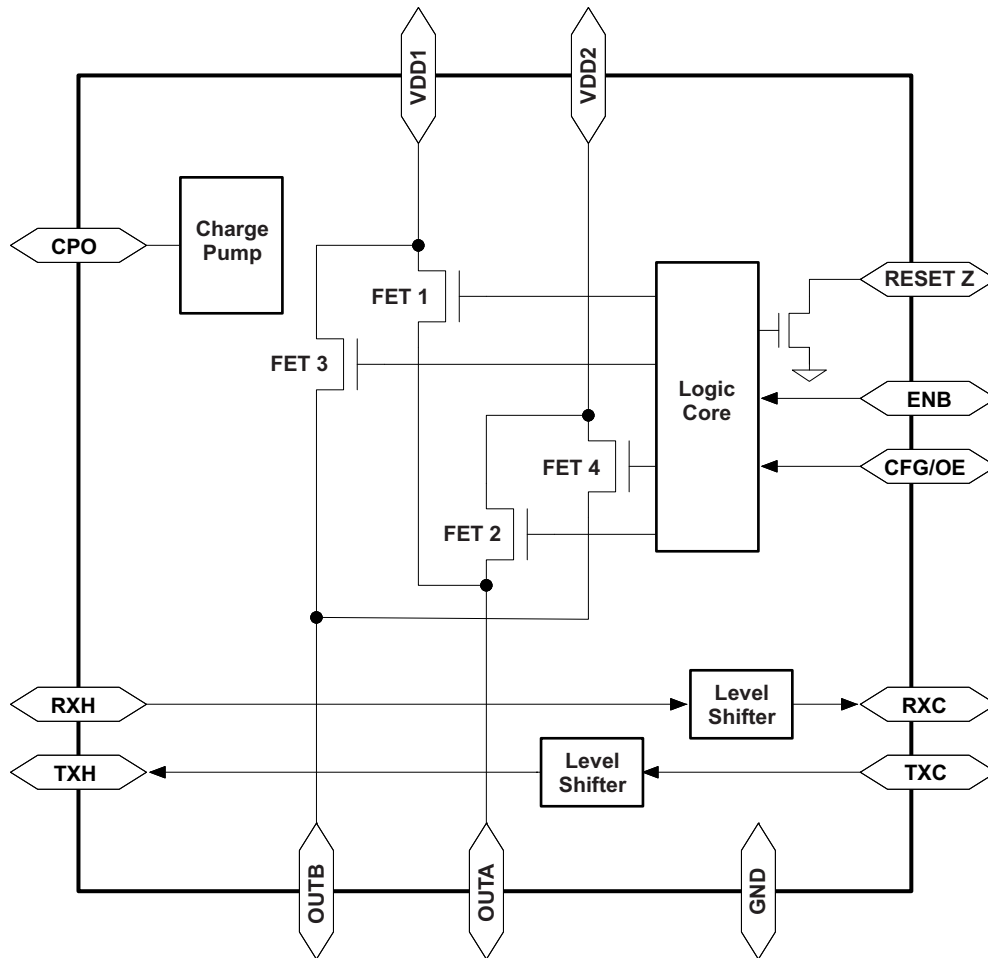 VDD1
VDD2
Charge
Pump
CPO
RESET Z
FET 1
FET 3
Logic
Core
ENB
FET 4
CFG/OE
FET 2
RXH
Level
Shifter
RXC
TXH
Level
Shifter
TXC
OUTB
OUTA
GND